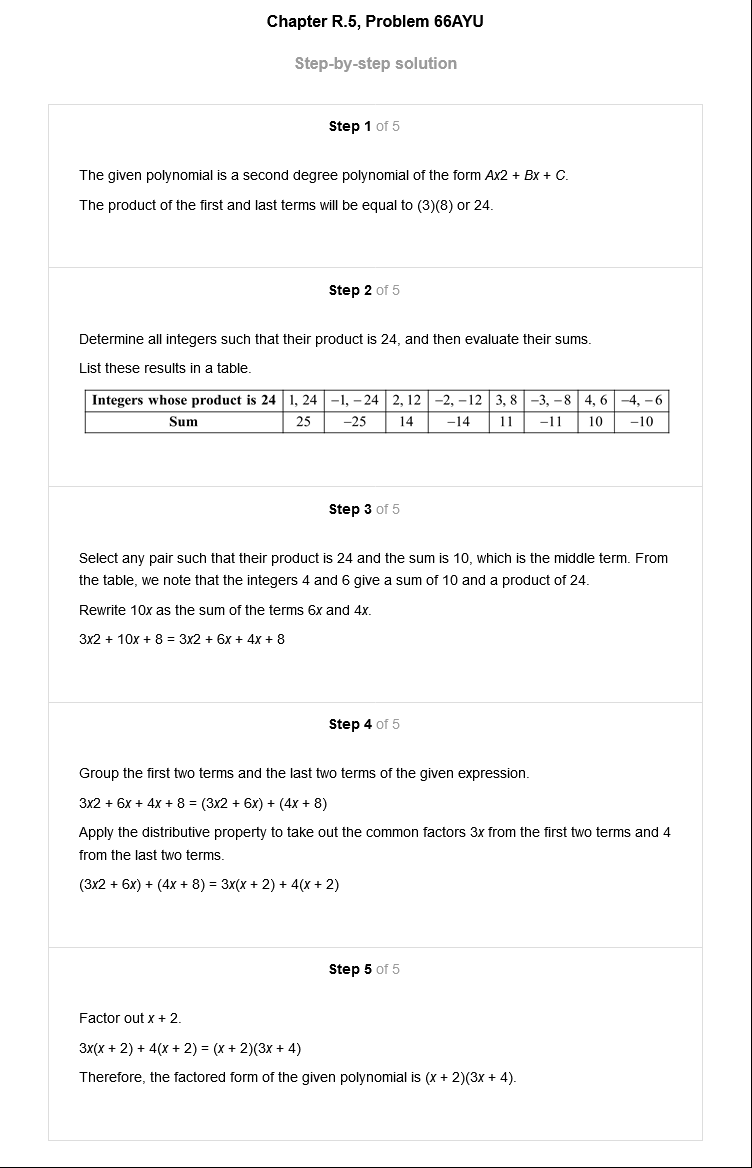 Chapter R.5, Problem 66AYU
Step-by-step solution
Step 1 of 5
The given polynomial is a second degree polynomial of the form Ax2 + Bx + C.
The product of the first and last terms will be equal to (3)(8) or 24.
Step 2 of 5
Determine all integers such that their product is 24, and then evaluate their sums.
List these results in a table.
Integers whose product is 24 1, 24 −1, −24 2, 12 −2, −12 3, 8 −3, −8 4, 6 −4, −6
Sum 25 −25 14 −14 11 −11 10 −10
Step 3 of 5
Select any pair such that their product is 24 and the sum is 10, which is the middle term. From
the table, we note that the integers 4 and 6 give a sum of 10 and a product of 24.
Rewrite 10x as the sum of the terms 6x and 4x.
3x2 + 10x + 8 = 3x2 + 6x + 4x + 8
Step 4 of 5
Group the first two terms and the last two terms of the given expression.
3x2 + 6x + 4x + 8 = (3x2 + 6x) + (4x + 8)
Apply the distributive property to take out the common factors 3x from the first two terms and 4
from the last two terms.
(3x2 + 6x) + (4x + 8) = 3x(x + 2) + 4(x + 2)
Step 5 of 5
Factor out x + 2.
3x(x + 2) + 4(x + 2) = (x + 2)(3x + 4)
Therefore, the factored form of the given polynomial is (x + 2)(3x + 4).